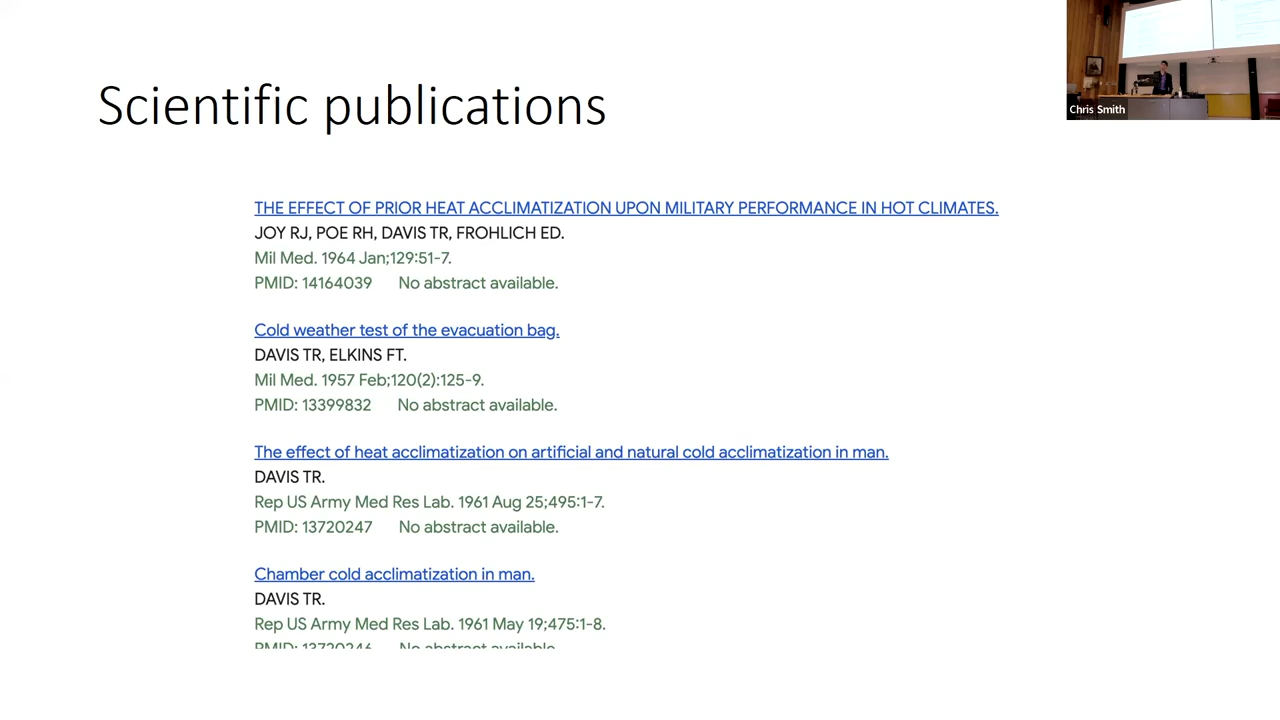 Scientific publications
Chris Smith
THE EFFECT OF PRIOR HEAT ACCLIMATIZATION UPON MILITARY PERFORMANCE IN HOT CLIMATES.
JOY RJ, POE RH, DAVIS TR, FROHLICH ED.
Mil Med. 1964 Jan;129:51-7.
PMID: 14164039 No abstract available.
Cold weather test of the evacuation bag.
DAVIS TR, ELKINS FT.
Mil Med. 1957 Feb;120(2):125-9.
PMID: 13399832 No abstract available.
The effect of heat acclimatization on artificial and natural cold acclimatization in man.
DAVIS TR.
Rep US Army Med Res Lab. 1961 Aug 25;495:1-7.
PMID: 13720247 No abstract available.
Chamber cold acclimatization in man.
DAVIS TR.
Rep US Army Med Res Lab. 1961 May 19;475:1-8.
PMID: 13720246 No abstract available.